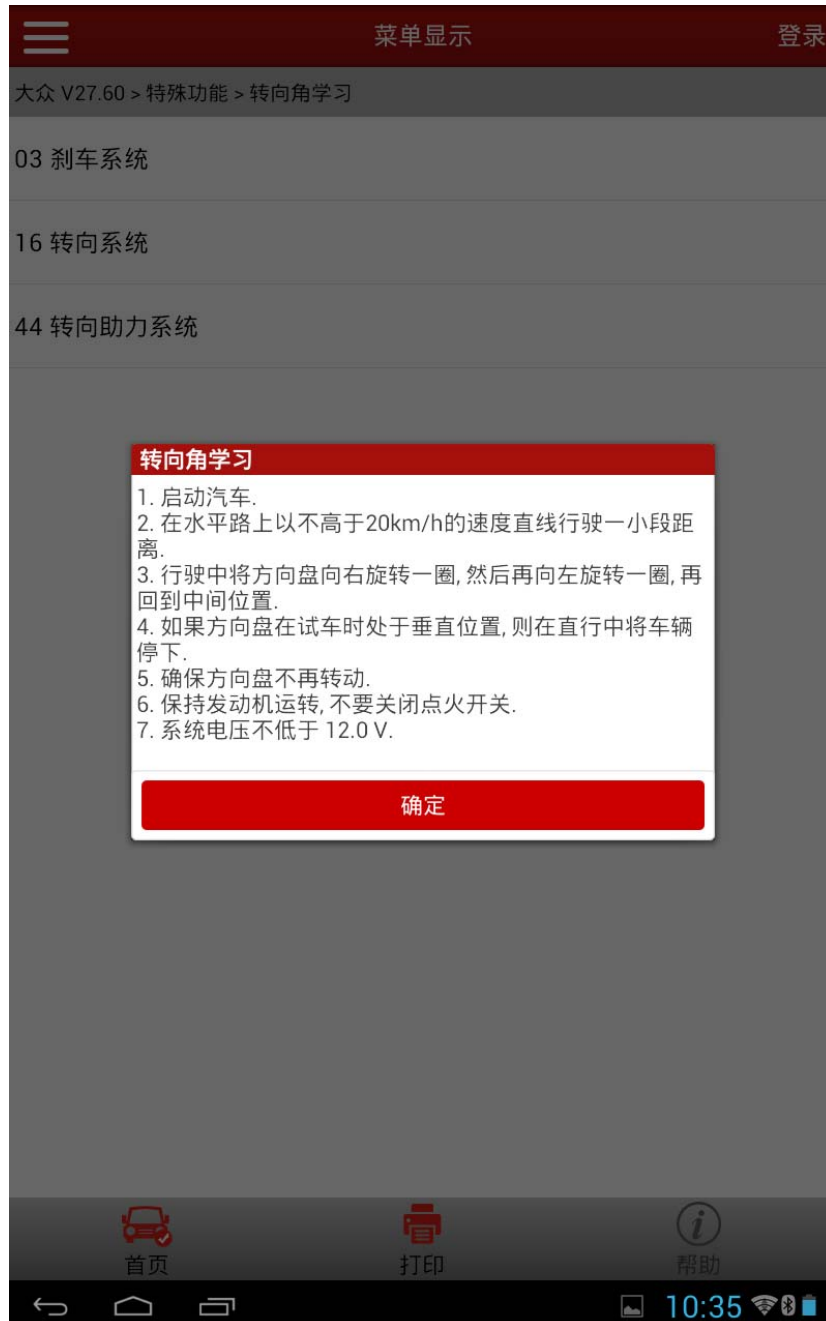 菜单显示
登录
大众 V27.60 > 特殊功能 > 转向角学习
03 刹车系统
16 转向系统
44 转向助力系统
转向角学习
1. 启动汽车.
2. 在水平路上以不高于20km/h的速度直线行驶一小段距
离.
3. 行驶中将方向盘向右旋转一圈, 然后再向左旋转一圈, 再
回到中间位置.
4. 如果方向盘在试车时处于垂直位置, 则在直行中将车辆
停下.
5. 确保方向盘不再转动.
6. 保持发动机运转, 不要关闭点火开关.
7. 系统电压不低于 12.0 V.
确定
首页
打印
帮助
10:35